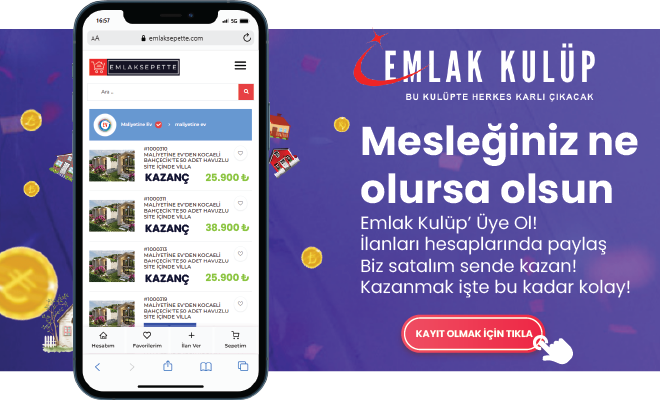 16:57
5G
AA
emlaksepette.com
EMLAKSEPETTE
Ara
Maliyetine Ev
maliyetine ev
#1000310
MALİYETİNE EV'DEN KOCAELİ
BAHÇECİK'TE 50 ADET HAVUZLU
SİTE İÇİNDE VİLLA
KAZANÇ 25.900 ₺
#1000311
MALİYETİNE EV'DEN KOCAELİ
BAHÇECİK'TE 50 ADET HAVUZLU
SİTE İÇİNDE VİLLA
KAZANÇ 38.900 ₺
#1000313
MALİYETİNE EV'DEN KOCAELİ
BAHÇECİK'TE 50 ADET HAVUZLU
SİTE İÇİNDE VİLLA
KAZANÇ 25.900 ₺
#1000319
MALİYETİNE EV'DEN KOCAELİ
BAHÇECİK'TE 50 ADET HAVUZLU
SİTE İÇİNDE VİLLA
Hesabım Favorilerim İlan Ver Sepetim
EMLAK KULÜP
BU KULÜPTE HERKES KARLI ÇIKACAK
Mesleğiniz ne
olursa olsun
Emlak Kulüp' Üye Ol!
İlanları hesaplarında paylaş
Biz satalım sende kazan!
Kazanmak işte bu kadar kolay!
KAYIT OLMAK İÇİN TIKLA